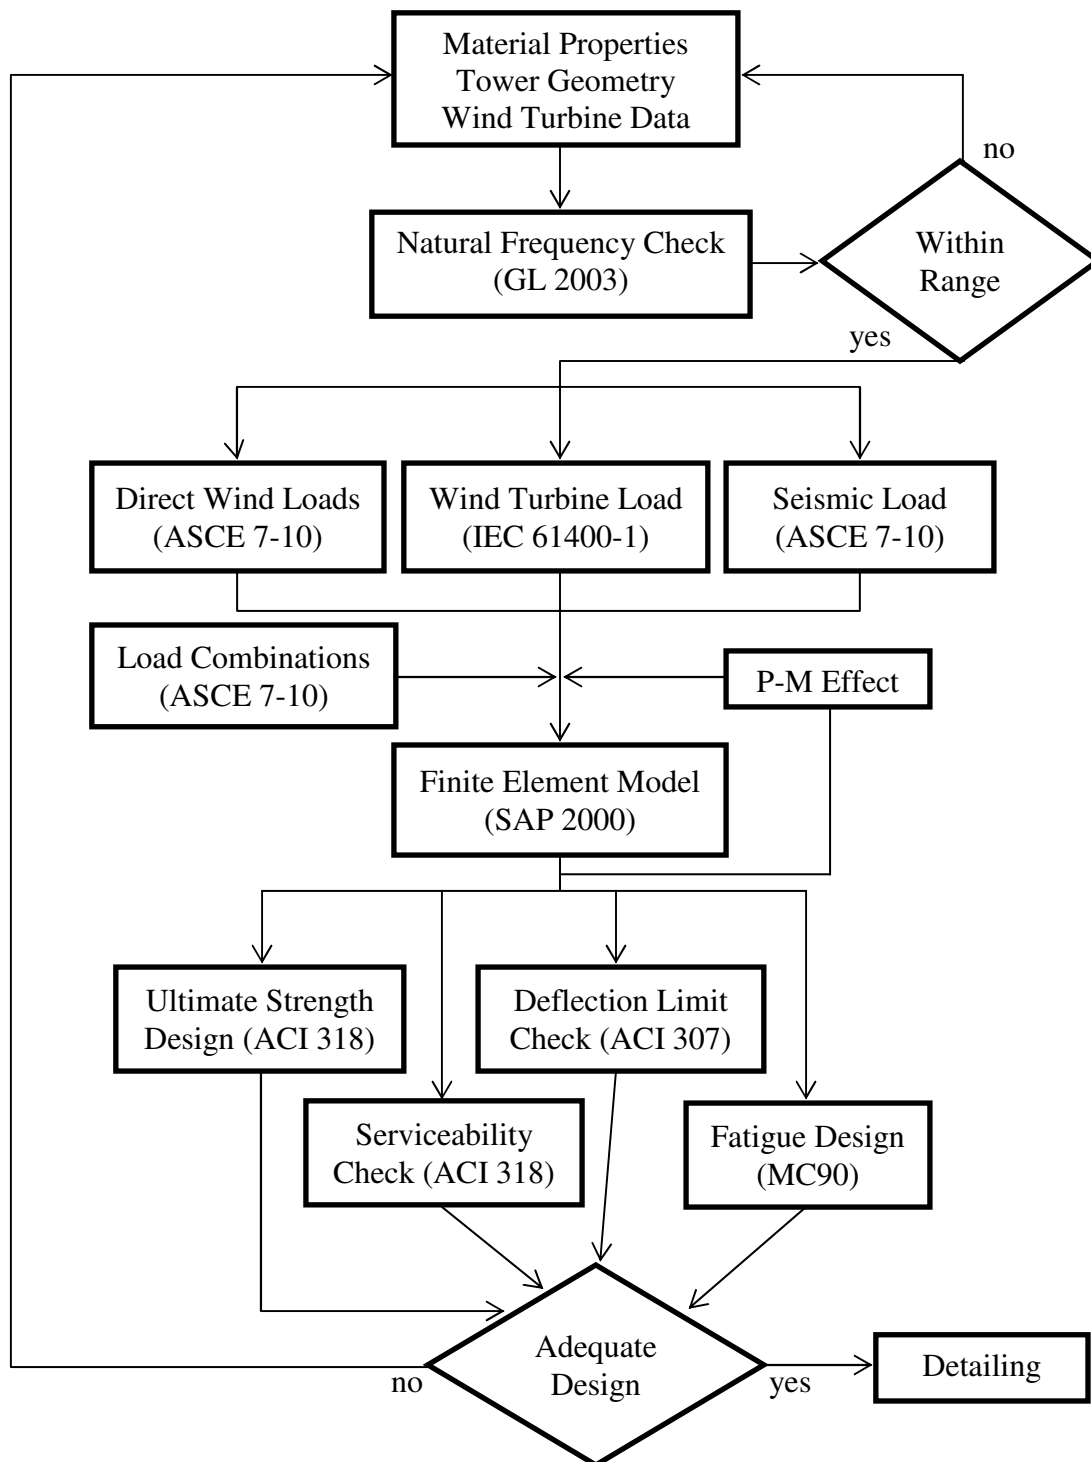 Material Properties
Tower Geometry
Wind Turbine Data
no
Natural Frequency Check
(GL 2003)
Within
Range
yes
Direct Wind Loads
(ASCE 7-10)
Wind Turbine Load
(IEC 61400-1)
Seismic Load
(ASCE 7-10)
Load Combinations
(ASCE 7-10)
P-M Effect
Finite Element Model
(SAP 2000)
Ultimate Strength
Design (ACI 318)
Deflection Limit
Check (ACI 307)
Serviceability
Check (ACI 318)
Fatigue Design
(MC90)
Adequate
Design
no
yes
Detailing